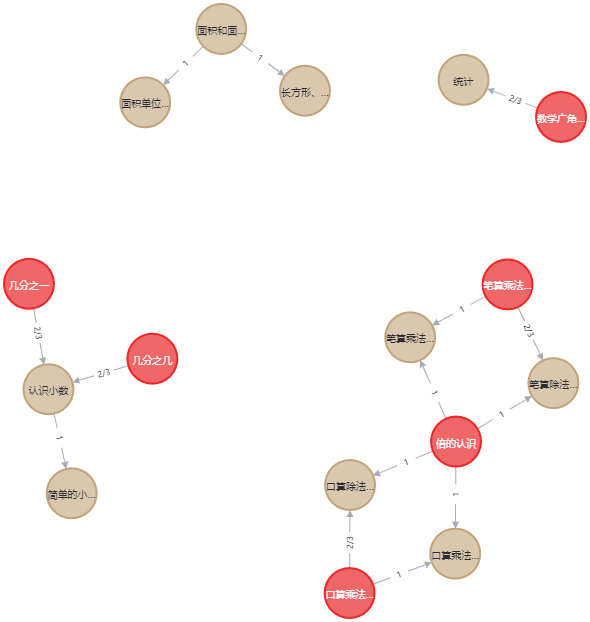 面积和面...
1
1
面积单位...
长方形、...
统计
2/3
数学广角...
几分之一
2/3
几分之几
2/3
认识小数
1
简单的小...
笔算乘法...
1
2/3
笔算乘法...
笔算除法...
1
1
倍的认识
1
口算除法...
1
2/3
口算乘法...
1
口算乘法...